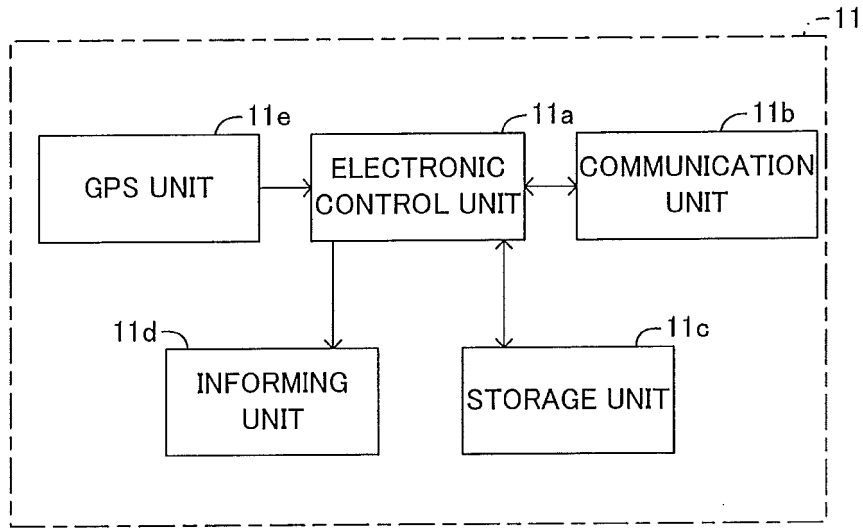 11
11e
11a
11b
GPS UNIT
ELECTRONIC
CONTROL UNIT
COMMUNICATION
UNIT
11d
11c
INFORMING
UNIT
STORAGE UNIT